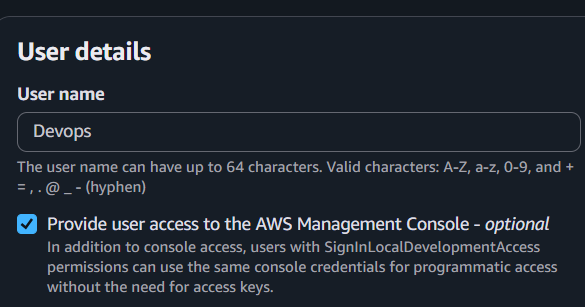 User details
User name
Devops
The user name can have up to 64 characters. Valid characters: A-Z, a-z, 0-9, and +
= , . @ _ - (hyphen)
Provide user access to the AWS Management Console - optional
In addition to console access, users with SignInLocalDevelopmentAccess
permissions can use the same console credentials for programmatic access
without the need for access keys.